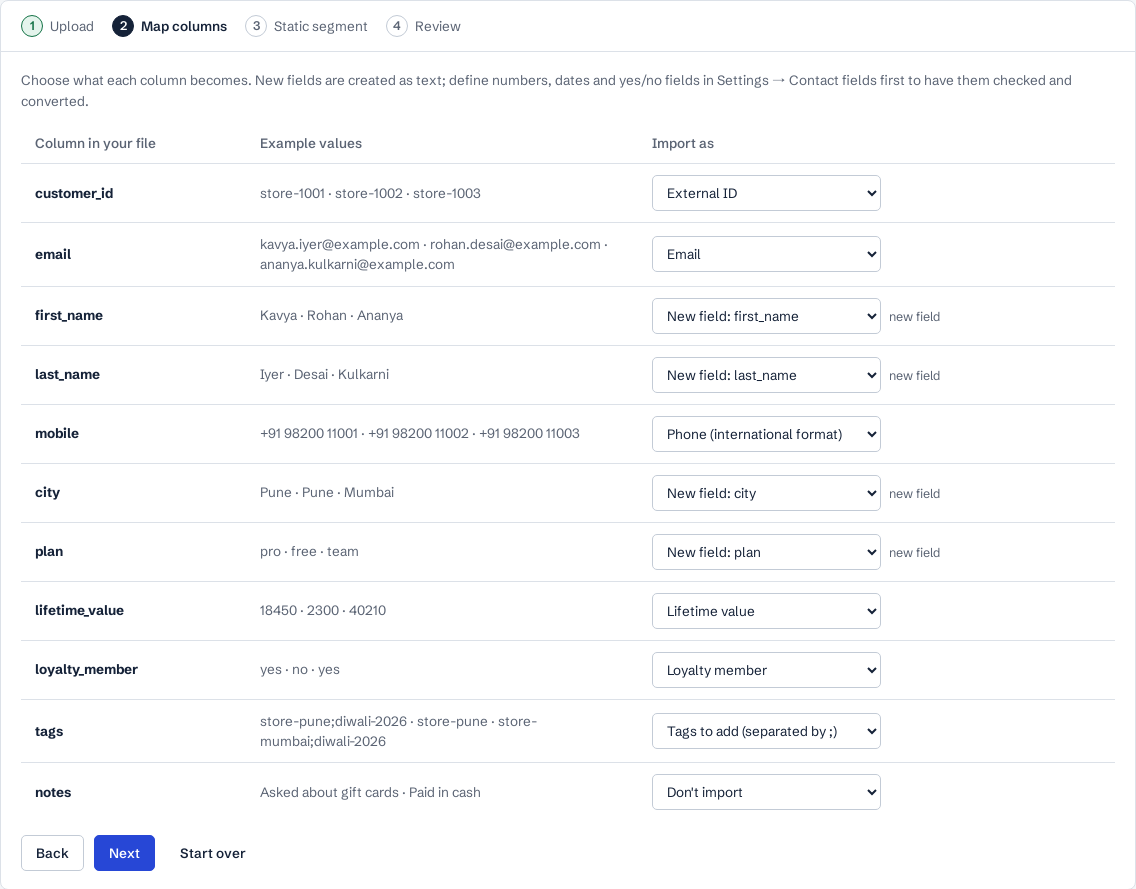 1 Upload 2 Map columns 3 Static segment 4 Review
Choose what each column becomes. New fields are created as text; define numbers, dates and yes/no fields in Settings → Contact fields first to have them checked and
converted.
Column in your file Example values Import as
customer_id store-1001 · store-1002 · store-1003 External ID
email kavya.iyer@example.com · rohan.desai@example.com ·
ananya.kulkarni@example.com Email
first_name Kavya · Rohan · Ananya New field: first_name new field
last_name Iyer · Desai · Kulkarni New field: last_name new field
mobile +91 98200 11001 · +91 98200 11002 · +91 98200 11003 Phone (international format)
city Pune · Pune · Mumbai New field: city new field
plan pro · free · team New field: plan new field
lifetime_value 18450 · 2300 · 40210 Lifetime value
loyalty_member yes · no · yes Loyalty member
tags store-pune;diwali-2026 · store-pune · store-
mumbai;diwali-2026 Tags to add (separated by ;)
notes Asked about gift cards · Paid in cash Don't import
Back Next Start over